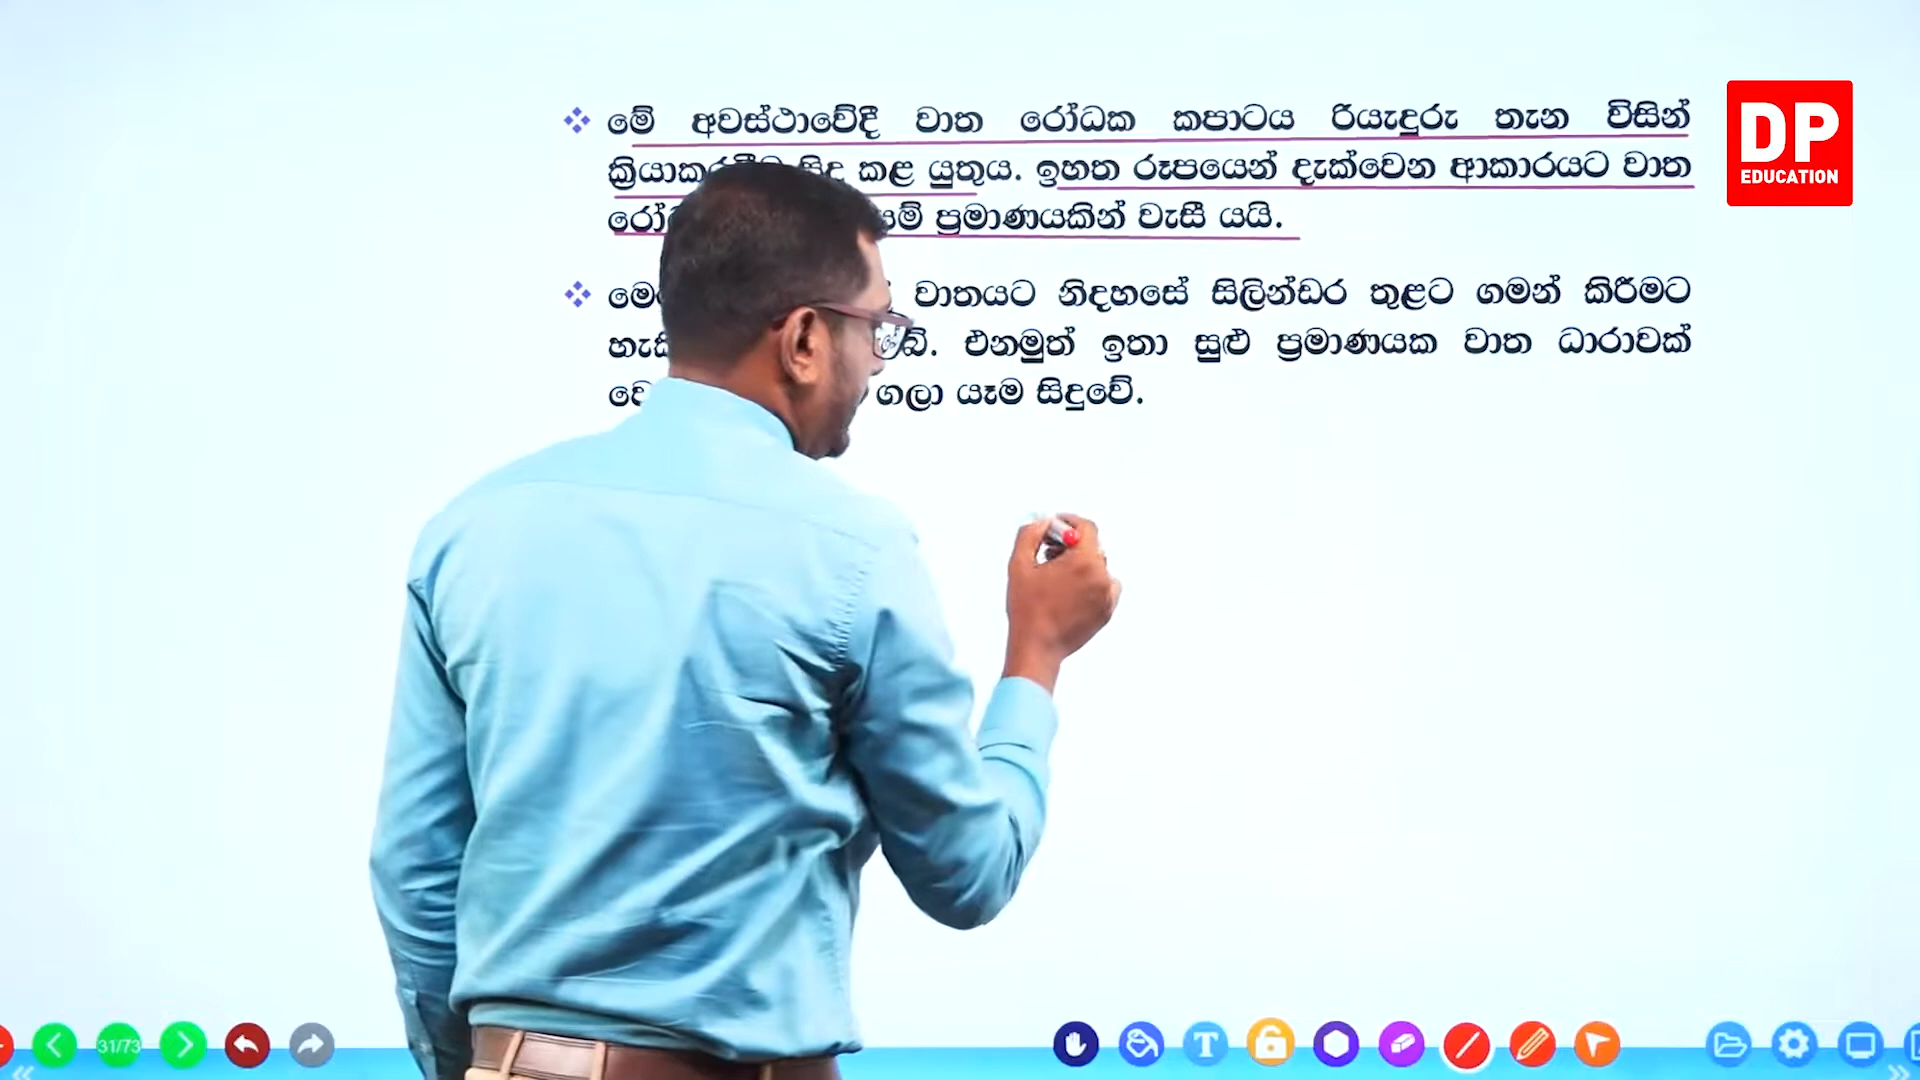 මේ අවස්ථාවේදී වාත රෝධක කපාටය රියැදුරු තැන විසින්
සිදු කළ යුතුය. ඉහත රූපයෙන් දැක්වෙන ආකාරයට වාත
ප්‍රමාණයකින් වැසී යයි.
වාතයට නිදහසේ සිලින්ඩර තුළට ගමන් කිරීමට
එනමුත් ඉතා සුළු ප්‍රමාණයක වාත ධාරාවක්
ගලා යෑම සිදුවේ.
DP
EDUCATION
31/73
T